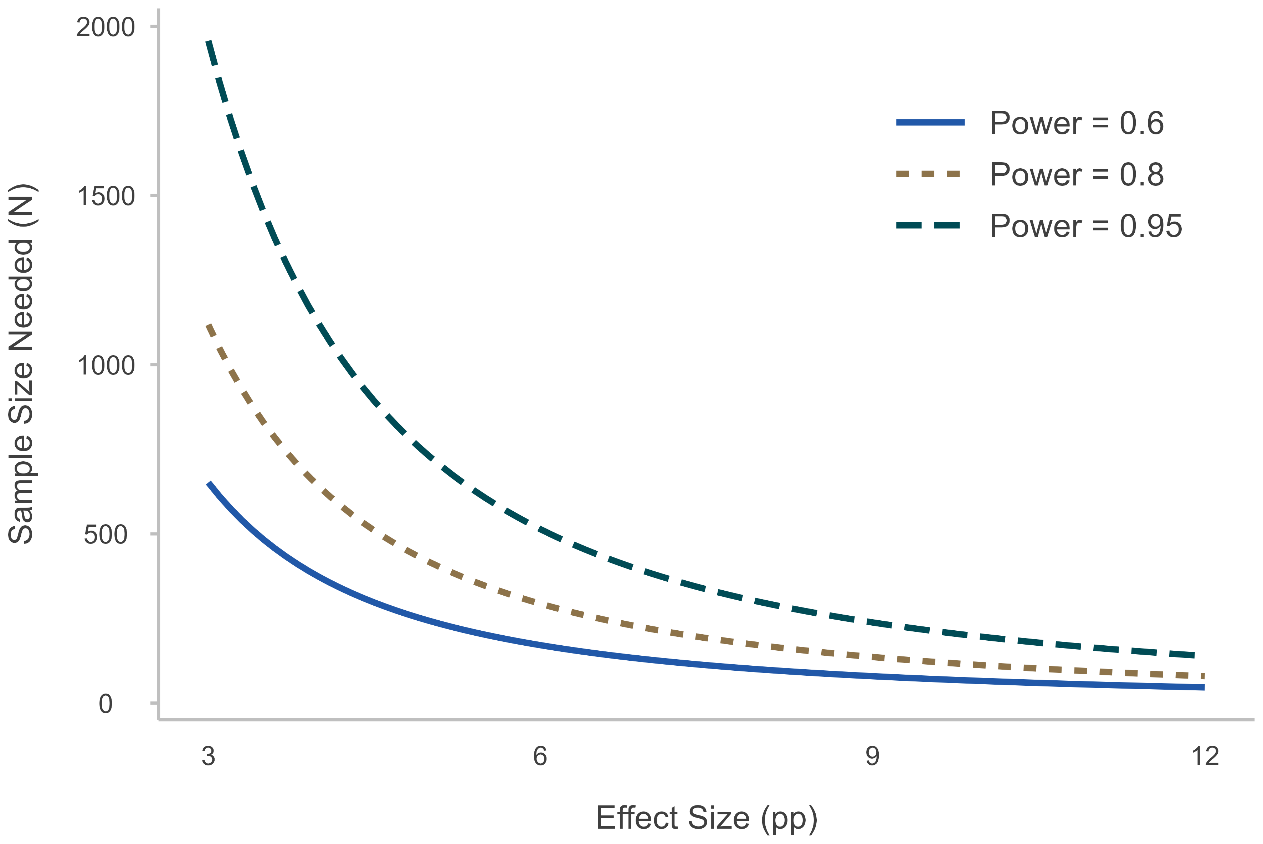 2000
1500
1000
500
0
Sample Size Needed (N)
Power = 0.6
Power = 0.8
Power = 0.95
3 6 9 12
Effect Size (pp)